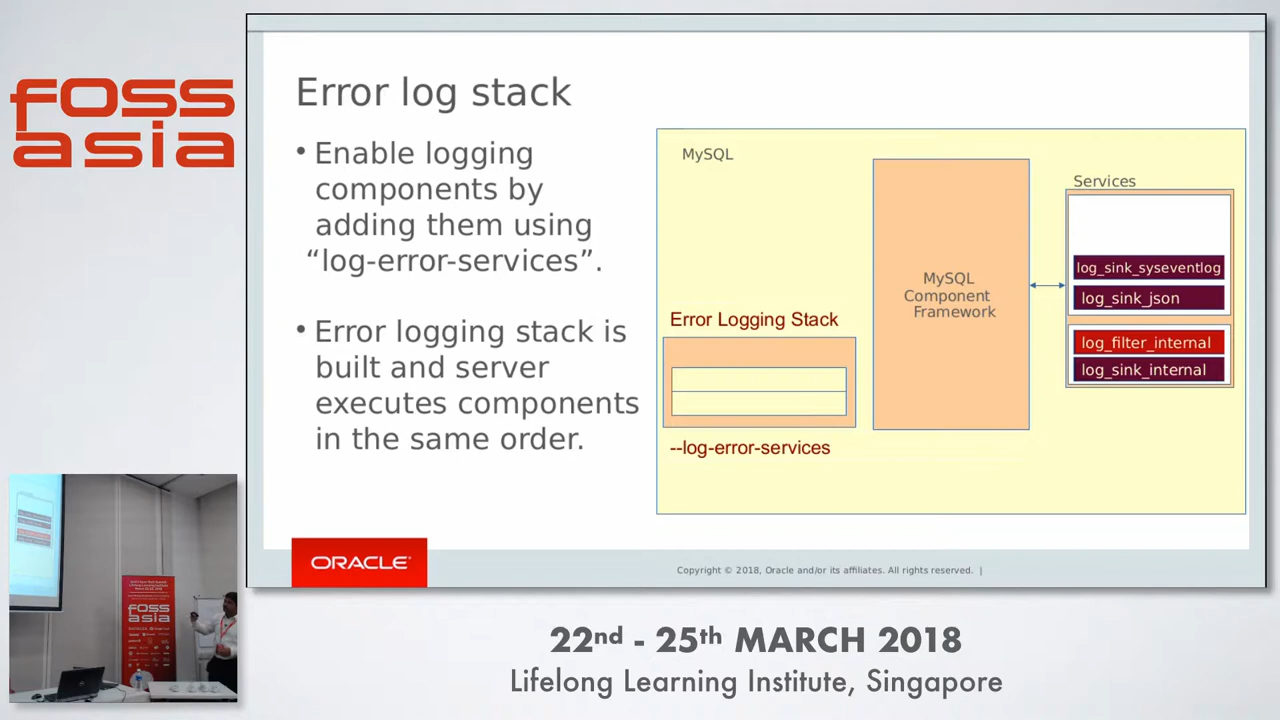 foss
asia
Error log stack
• Enable logging
components by
adding them using
“log-error-services”.
• Error logging stack is
built and server
executes components
in the same order.
MySQL
Error Logging Stack
--log-error-services
MySQL
Component
Framework
Services
log_sink_syseventlog
log_sink_json
log_filter_internal
log_sink_internal
ORACLE®
Copyright © 2018, Oracle and/or its affiliates. All rights reserved. |
foss
asia
22nd - 25th MARCH 2018
Lifelong Learning Institute, Singapore